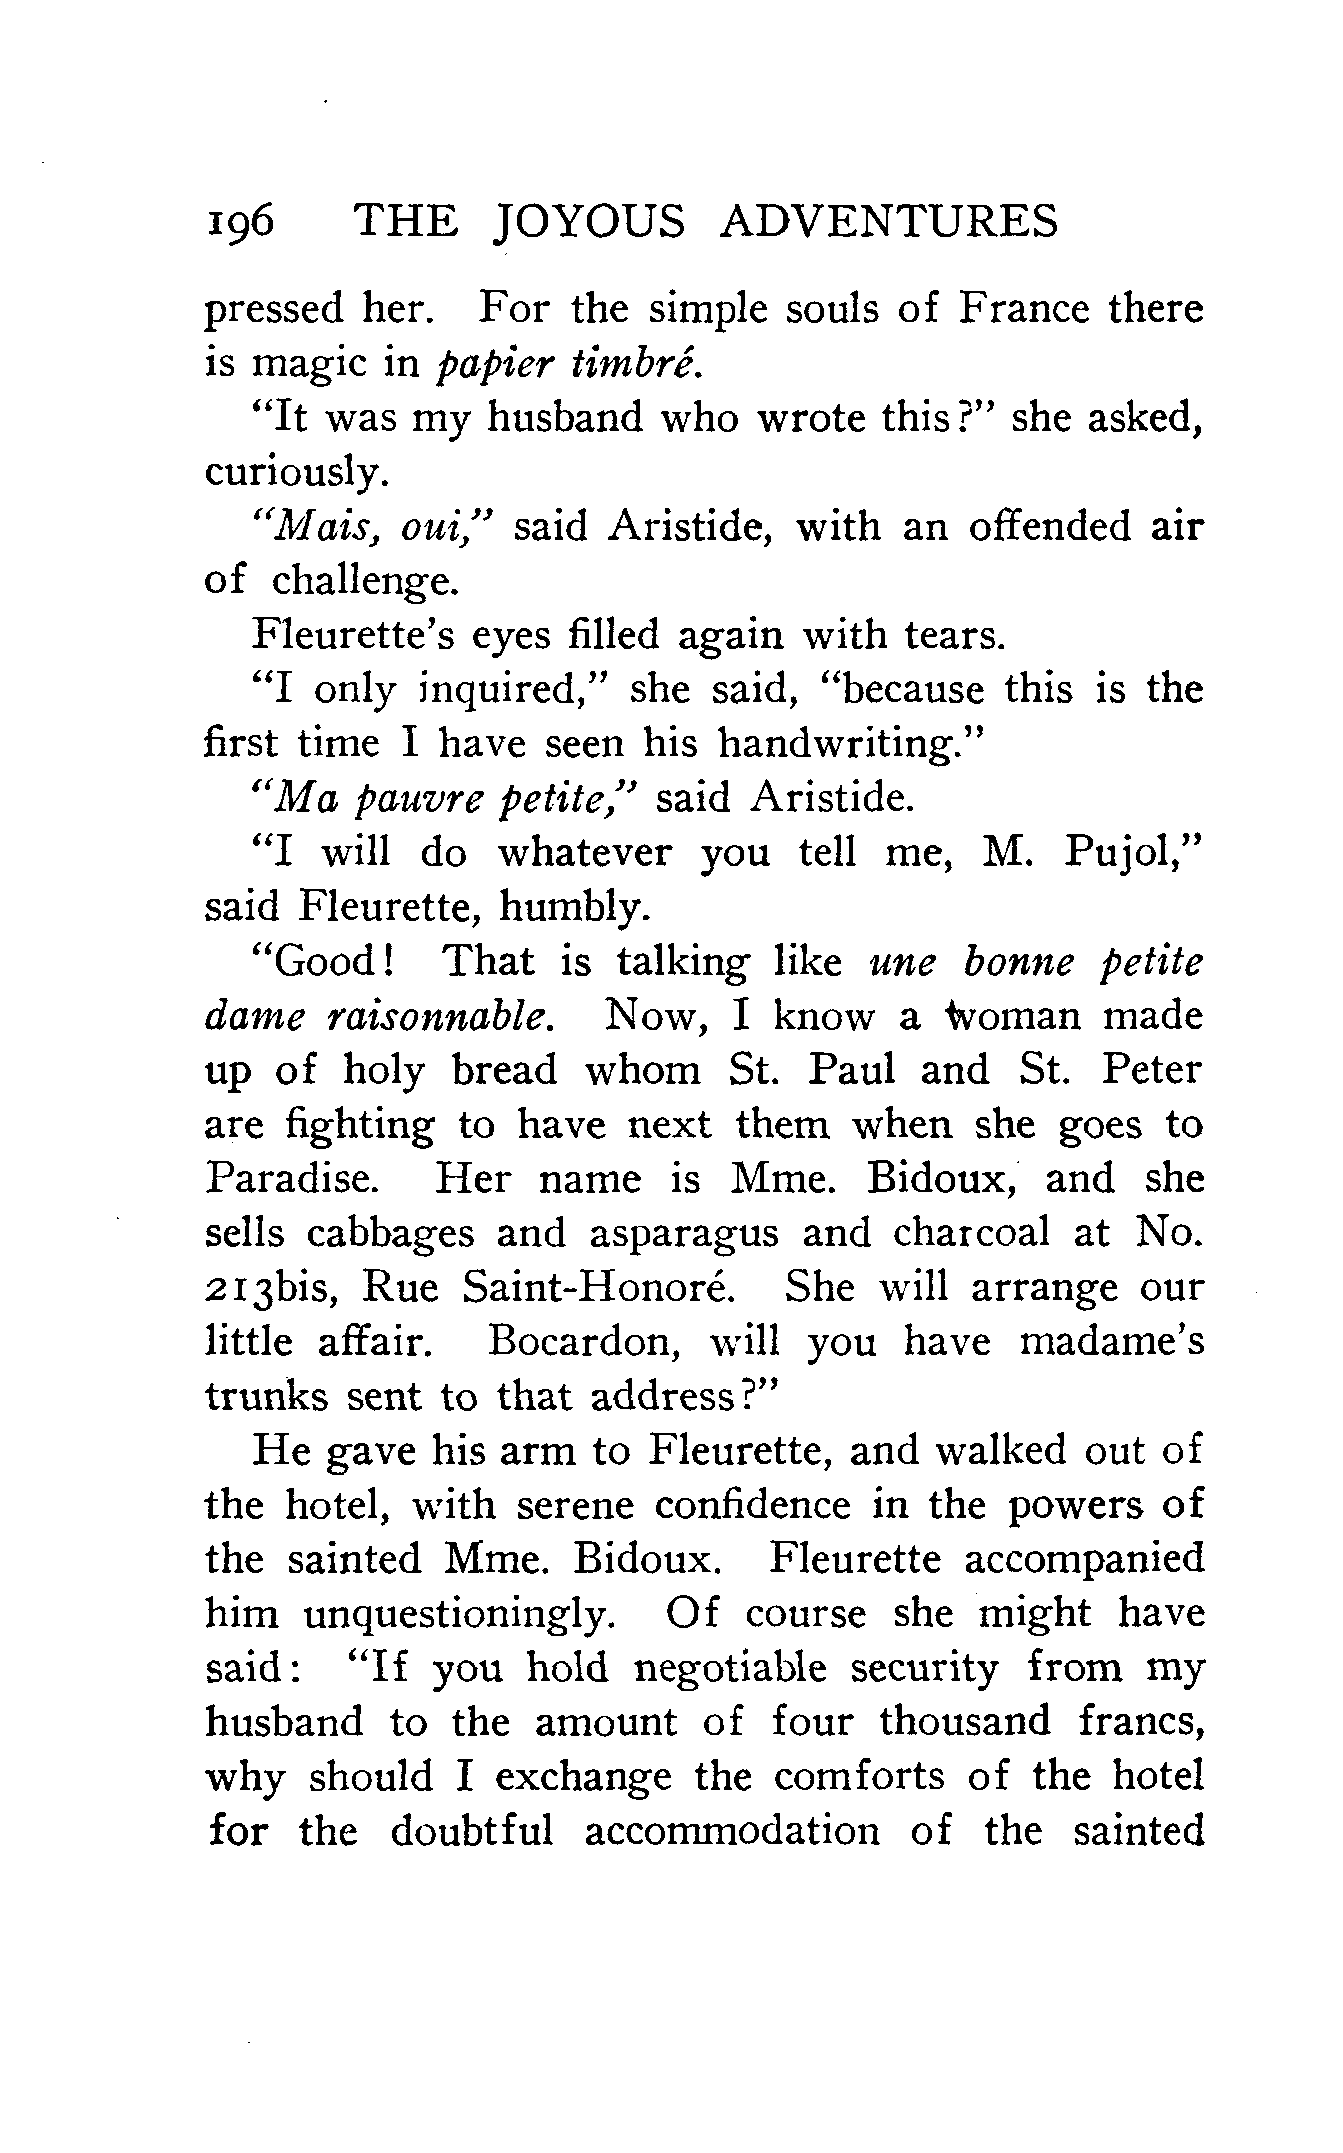 196 THE JOYOUS ADVENTURES
pressed her. For the simple souls of France there
is magic in papier timbré.
"It was my husband who wrote this?" she asked,
curiously.
"Mais, oui," said Aristide, with an offended air
of challenge.
Fleurette's eyes filled again with tears.
"I only inquired," she said, "because this is the
first time I have seen his handwriting."
"Ma pauvre petite," said Aristide.
"I will do whatever you tell me, M. Pujol,"
said Fleurette, humbly.
"Good! That is talking like une bonne petite
dame raisonnable. Now, I know a woman made
up of holy bread whom St. Paul and St. Peter
are fighting to have next them when she goes to
Paradise. Her name is Mme. Bidoux, and she
sells cabbages and asparagus and charcoal at No.
213bis, Rue Saint-Honoré. She will arrange our
little affair. Bocardon, will you have madame's
trunks sent to that address?"
He gave his arm to Fleurette, and walked out of
the hotel, with serene confidence in the powers of
the sainted Mme. Bidoux. Fleurette accompanied
him unquestioningly. Of course she might have
said: "If you hold negotiable security from my
husband to the amount of four thousand francs,
why should I exchange the comforts of the hotel
for the doubtful accommodation of the sainted